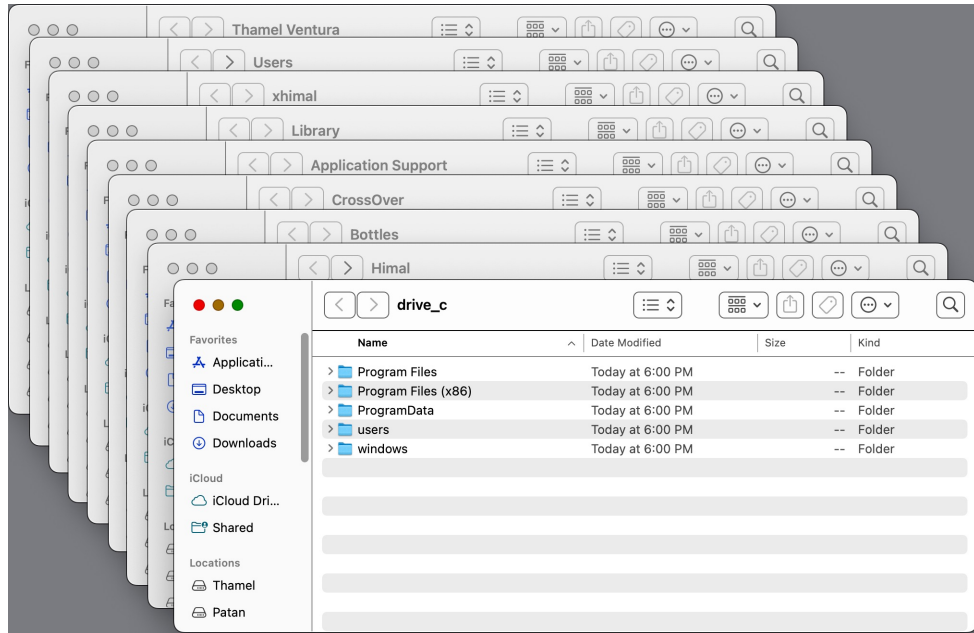 Thamel Ventura
Users
xhimal
Library
Application Support
CrossOver
Bottles
Himal
drive_c
Favorites
Applicati...
Desktop
Documents
Downloads
iCloud
iCloud Dri...
Shared
Locations
Thamel
Patan
Name Date Modified Size Kind
Program Files Today at 6:00 PM -- Folder
Program Files (x86) Today at 6:00 PM -- Folder
ProgramData Today at 6:00 PM -- Folder
users Today at 6:00 PM -- Folder
windows Today at 6:00 PM -- Folder